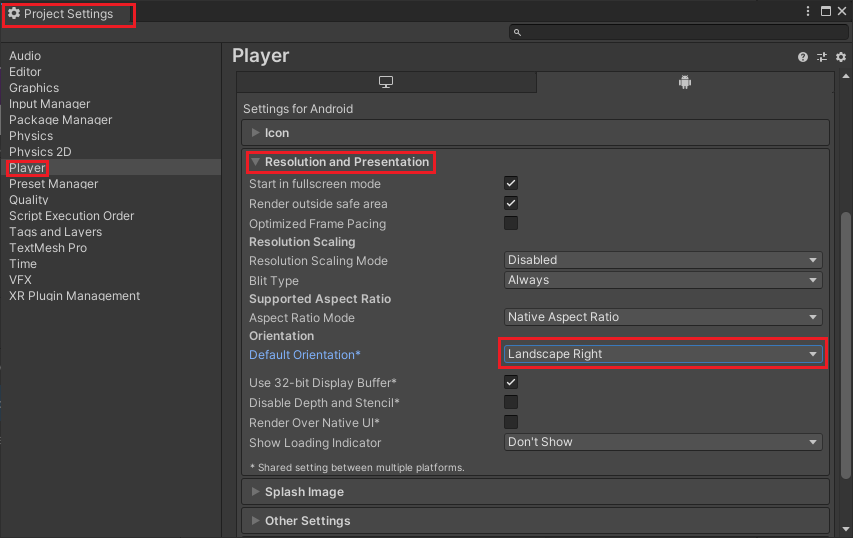 Project Settings
Player
Audio
Editor
Graphics
Input Manager
Package Manager
Physics
Physics 2D
Player
Preset Manager
Quality
Script Execution Order
Tags and Layers
TextMesh Pro
Time
VFX
XR Plugin Management
Settings for Android
Icon
Resolution and Presentation
Start in fullscreen mode
Render outside safe area
Optimized Frame Pacing
Resolution Scaling
Resolution Scaling Mode Disabled
Blit Type Always
Supported Aspect Ratio
Aspect Ratio Mode Native Aspect Ratio
Orientation
Default Orientation* Landscape Right
Use 32-bit Display Buffer*
Disable Depth and Stencil*
Render Over Native UI*
Show Loading Indicator Don't Show
* Shared setting between multiple platforms.
Splash Image
Other Settings